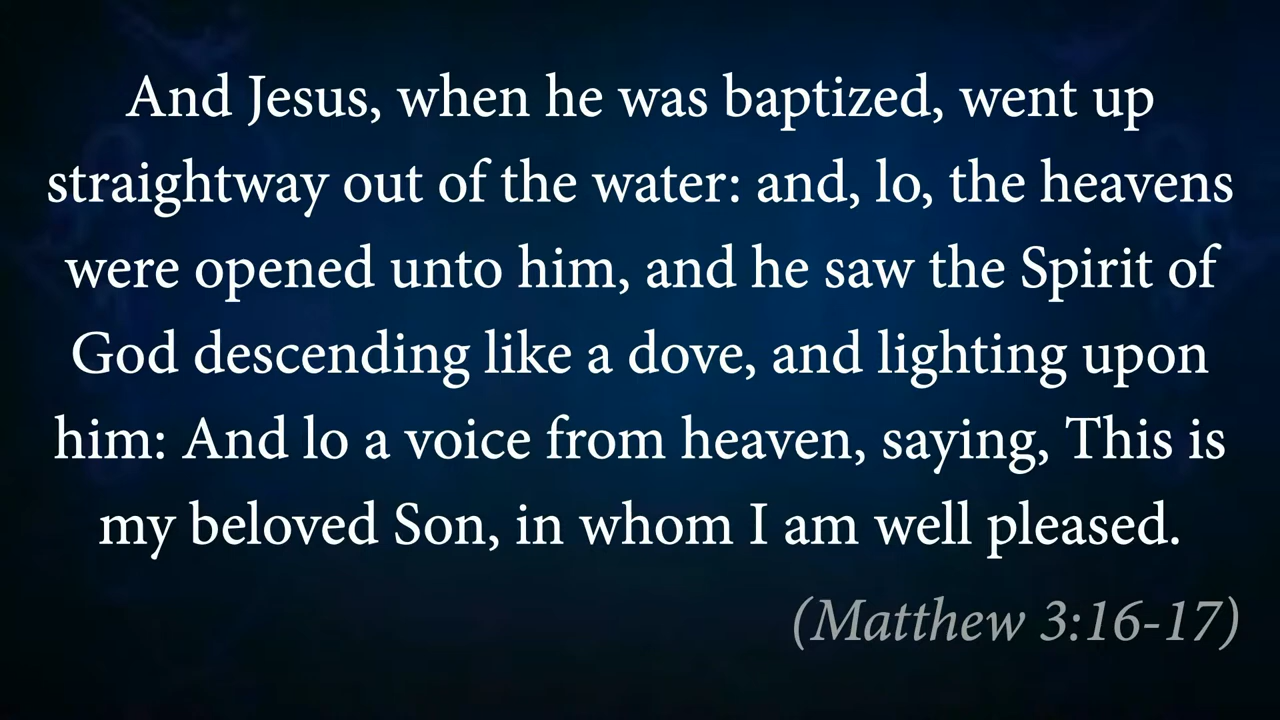 And Jesus, when he was baptized, went up
straightway out of the water: and, lo, the heavens
were opened unto him, and he saw the Spirit of
God descending like a dove, and lighting upon
him: And lo a voice from heaven, saying, This is
my beloved Son, in whom I am well pleased.
(Matthew 3:16-17)